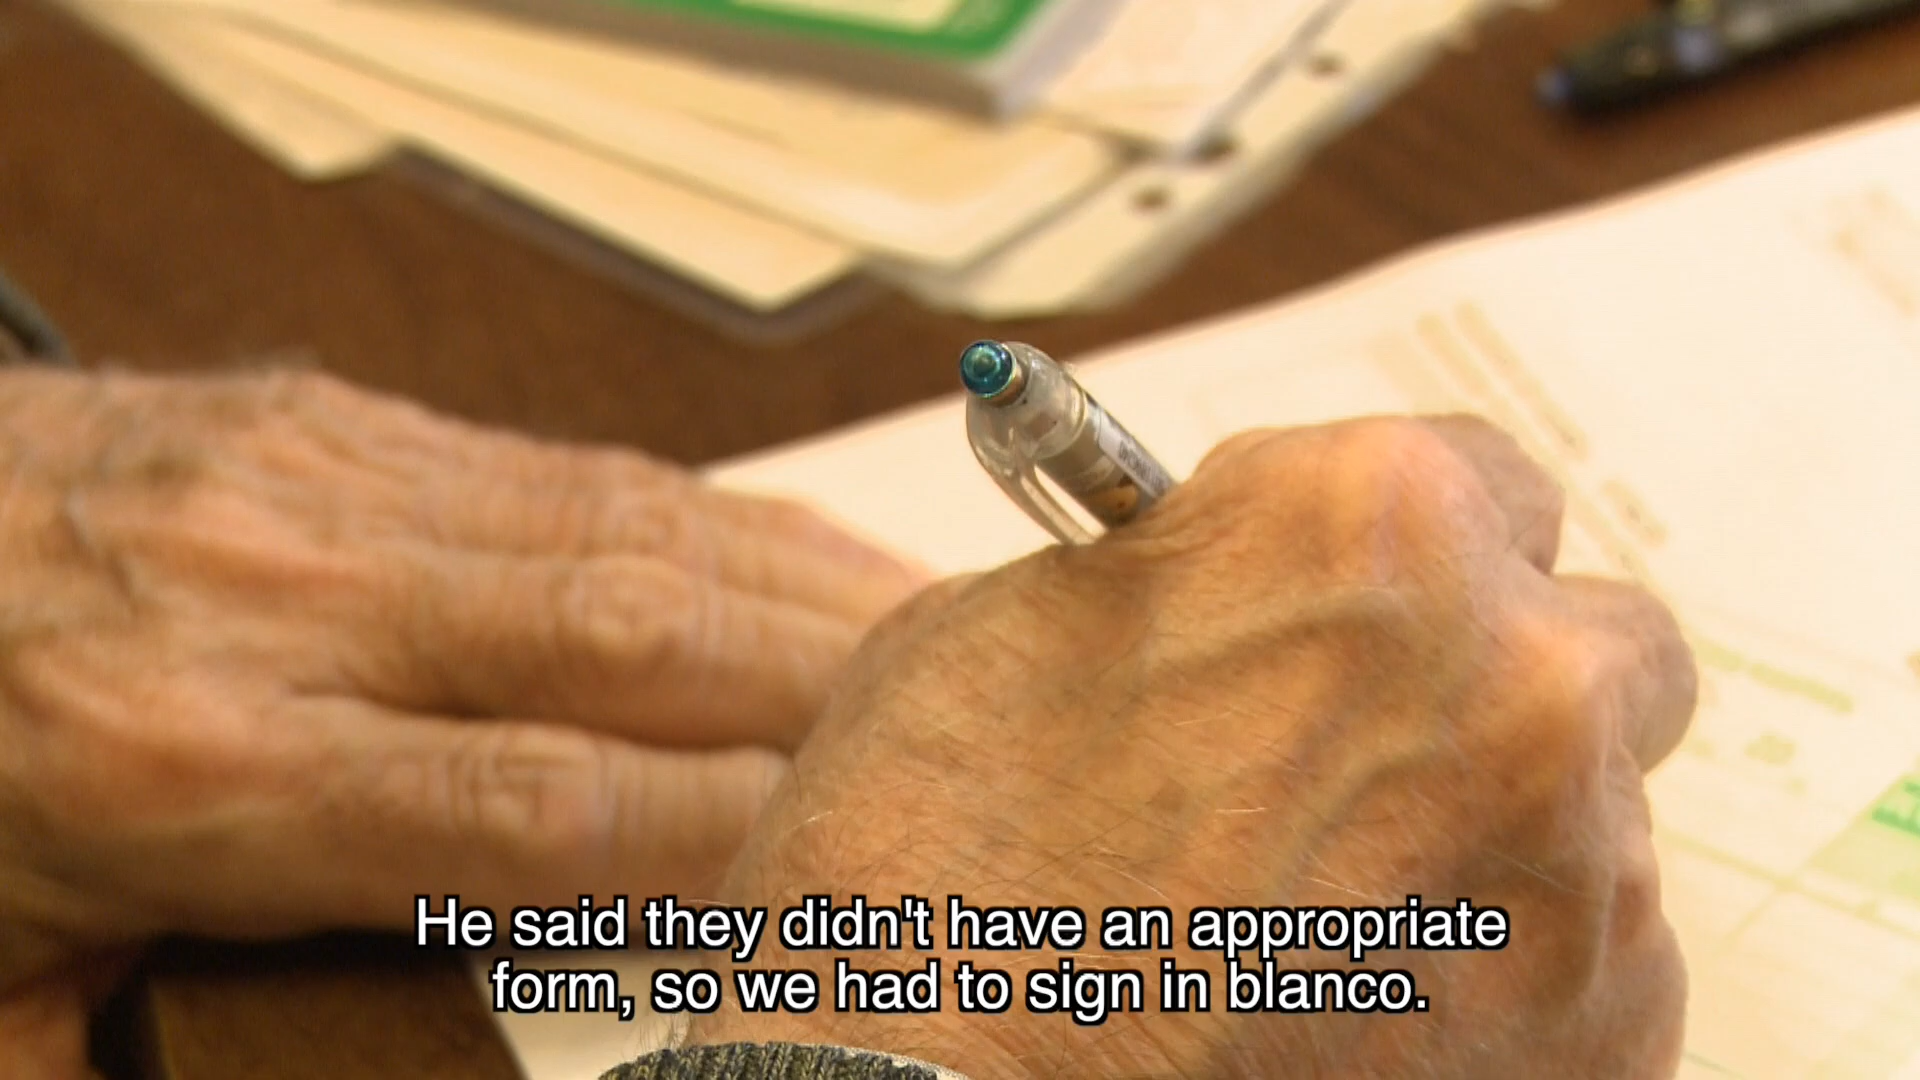 He said they didn't have an appropriate
form, so we had to sign in blanco.